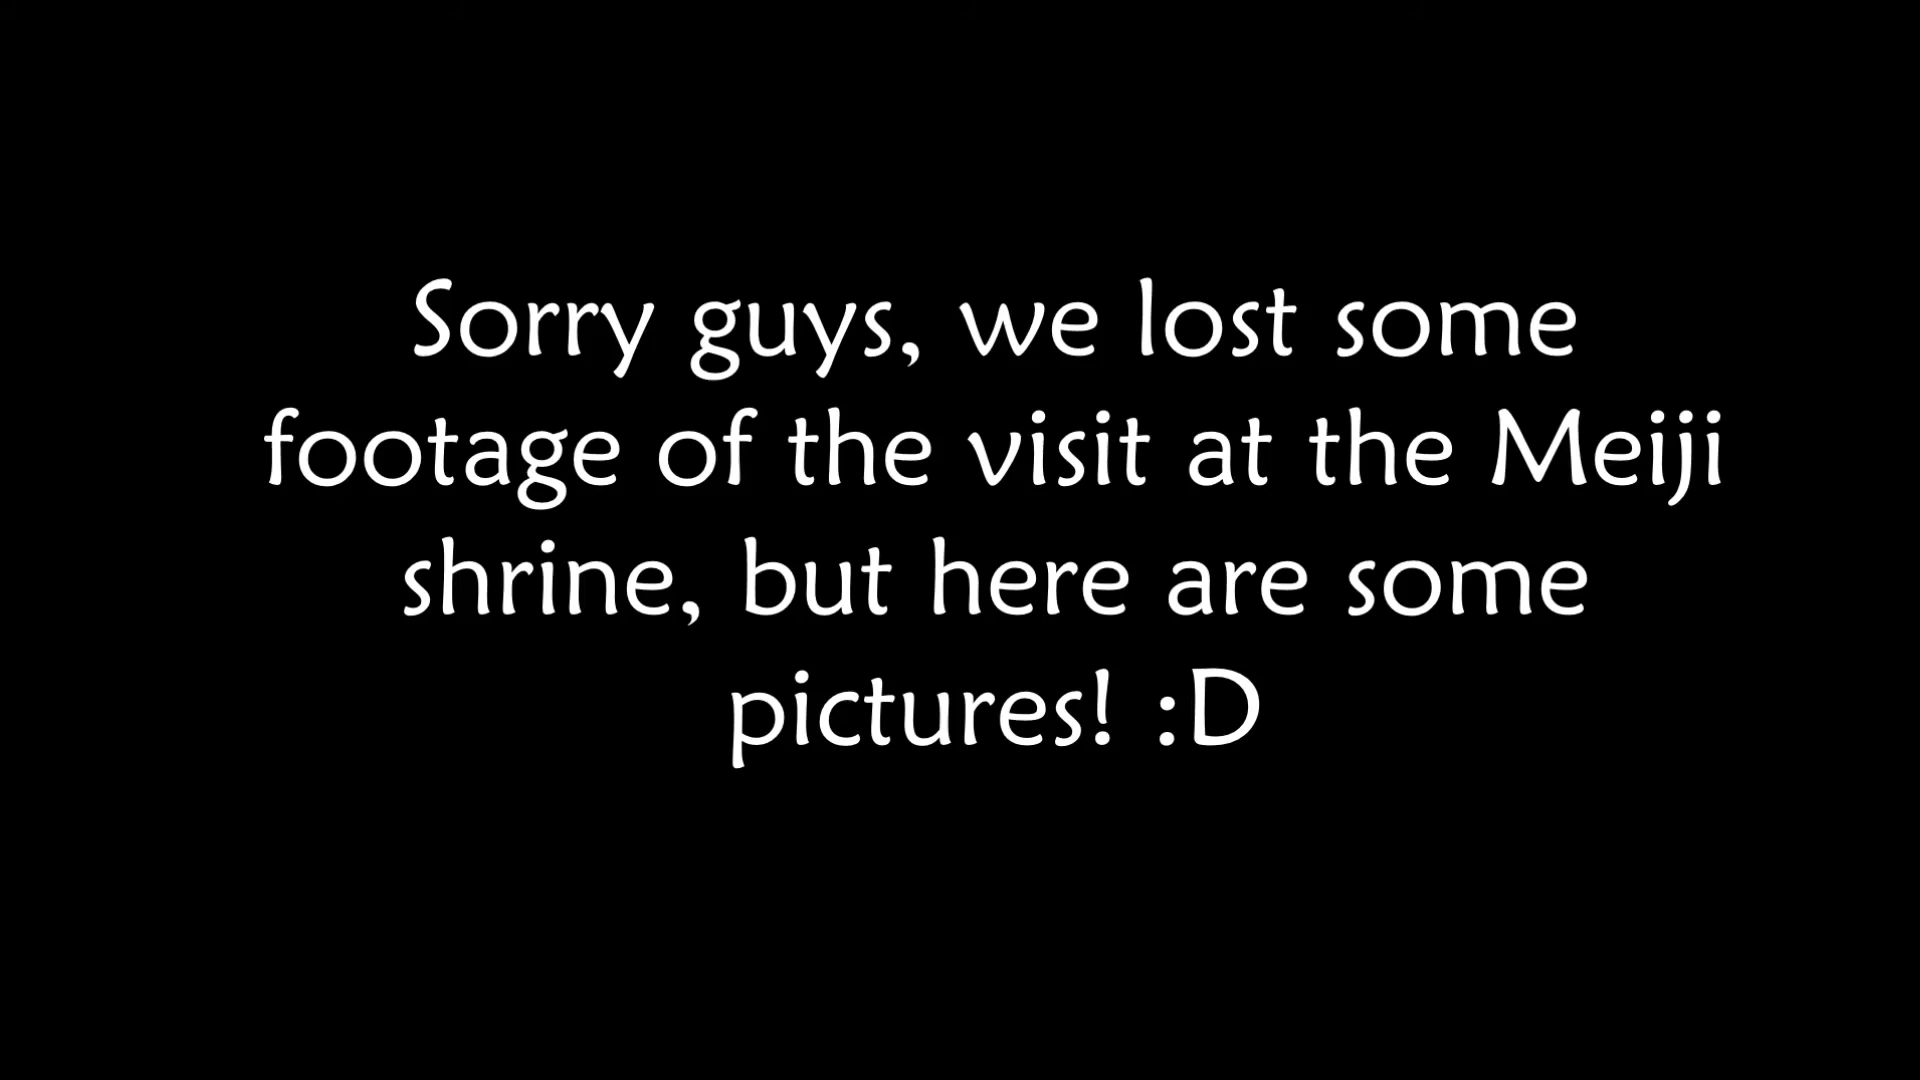 Sorry guys, we lost some
footage of the visit at the Meiji
shrine, but here are some
pictures! :D